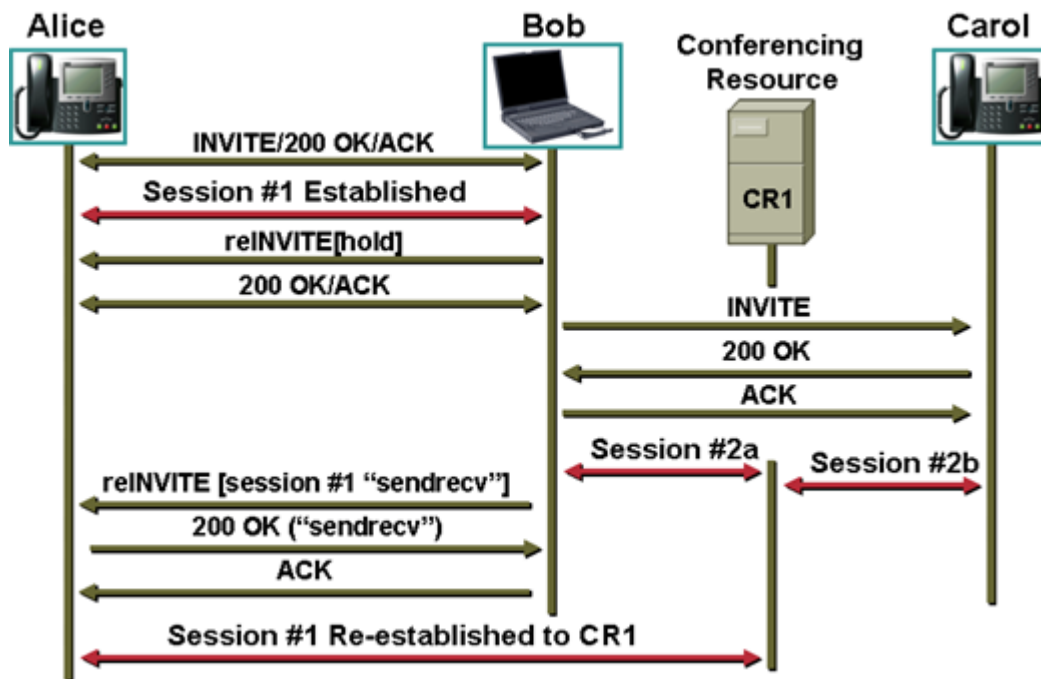 Alice
Bob
Carol
Conferencing
Resource
CR1
INVITE/200 OK/ACK
Session #1 Established
reINVITE[hold]
200 OK/ACK
INVITE
200 OK
ACK
Session #2a
Session #2b
reINVITE [session #1 “sendrecv”]
200 OK (“sendrecv”)
ACK
Session #1 Re-established to CR1